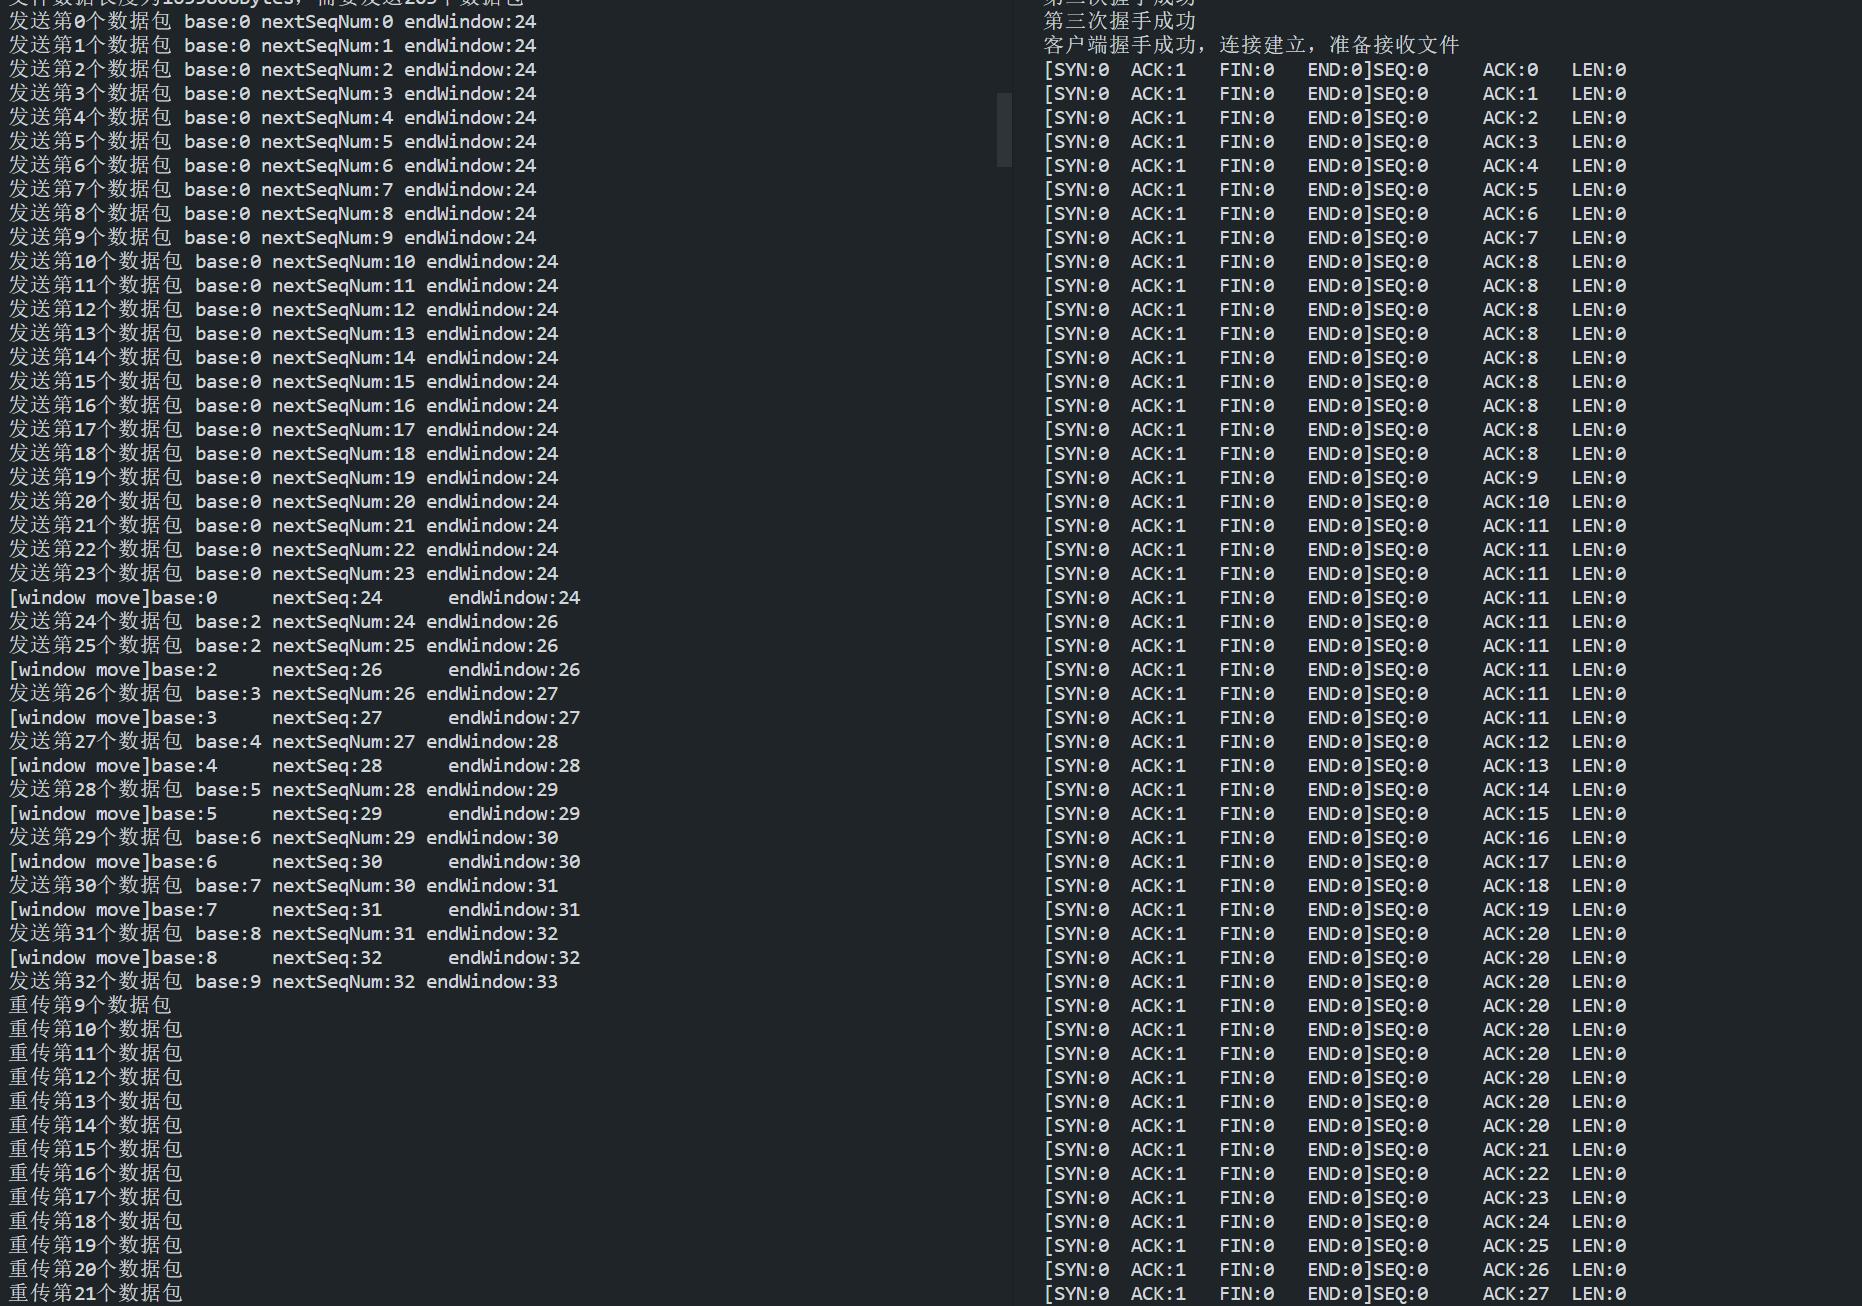 发送第0个数据包 base:0 nextSeqNum:0 endWindow:24
发送第1个数据包 base:0 nextSeqNum:1 endWindow:24
发送第2个数据包 base:0 nextSeqNum:2 endWindow:24
发送第3个数据包 base:0 nextSeqNum:3 endWindow:24
发送第4个数据包 base:0 nextSeqNum:4 endWindow:24
发送第5个数据包 base:0 nextSeqNum:5 endWindow:24
发送第6个数据包 base:0 nextSeqNum:6 endWindow:24
发送第7个数据包 base:0 nextSeqNum:7 endWindow:24
发送第8个数据包 base:0 nextSeqNum:8 endWindow:24
发送第9个数据包 base:0 nextSeqNum:9 endWindow:24
发送第10个数据包 base:0 nextSeqNum:10 endWindow:24
发送第11个数据包 base:0 nextSeqNum:11 endWindow:24
发送第12个数据包 base:0 nextSeqNum:12 endWindow:24
发送第13个数据包 base:0 nextSeqNum:13 endWindow:24
发送第14个数据包 base:0 nextSeqNum:14 endWindow:24
发送第15个数据包 base:0 nextSeqNum:15 endWindow:24
发送第16个数据包 base:0 nextSeqNum:16 endWindow:24
发送第17个数据包 base:0 nextSeqNum:17 endWindow:24
发送第18个数据包 base:0 nextSeqNum:18 endWindow:24
发送第19个数据包 base:0 nextSeqNum:19 endWindow:24
发送第20个数据包 base:0 nextSeqNum:20 endWindow:24
发送第21个数据包 base:0 nextSeqNum:21 endWindow:24
发送第22个数据包 base:0 nextSeqNum:22 endWindow:24
发送第23个数据包 base:0 nextSeqNum:23 endWindow:24
[window move]base:0 nextSeq:24 endWindow:24
发送第24个数据包 base:2 nextSeqNum:24 endWindow:26
发送第25个数据包 base:2 nextSeqNum:25 endWindow:26
[window move]base:2 nextSeq:26 endWindow:26
发送第26个数据包 base:3 nextSeqNum:26 endWindow:27
[window move]base:3 nextSeq:27 endWindow:27
发送第27个数据包 base:4 nextSeqNum:27 endWindow:28
[window move]base:4 nextSeq:28 endWindow:28
发送第28个数据包 base:5 nextSeqNum:28 endWindow:29
[window move]base:5 nextSeq:29 endWindow:29
发送第29个数据包 base:6 nextSeqNum:29 endWindow:30
[window move]base:6 nextSeq:30 endWindow:30
发送第30个数据包 base:7 nextSeqNum:30 endWindow:31
[window move]base:7 nextSeq:31 endWindow:31
发送第31个数据包 base:8 nextSeqNum:31 endWindow:32
[window move]base:8 nextSeq:32 endWindow:32
发送第32个数据包 base:9 nextSeqNum:32 endWindow:33
重传第9个数据包
重传第10个数据包
重传第11个数据包
重传第12个数据包
重传第13个数据包
重传第14个数据包
重传第15个数据包
重传第16个数据包
重传第17个数据包
重传第18个数据包
重传第19个数据包
重传第20个数据包
重传第21个数据包
第三次握手成功
客户端握手成功，连接建立，准备接收文件
[SYN:0 ACK:1 FIN:0 END:0]SEQ:0 ACK:0 LEN:0
[SYN:0 ACK:1 FIN:0 END:0]SEQ:0 ACK:1 LEN:0
[SYN:0 ACK:1 FIN:0 END:0]SEQ:0 ACK:2 LEN:0
[SYN:0 ACK:1 FIN:0 END:0]SEQ:0 ACK:3 LEN:0
[SYN:0 ACK:1 FIN:0 END:0]SEQ:0 ACK:4 LEN:0
[SYN:0 ACK:1 FIN:0 END:0]SEQ:0 ACK:5 LEN:0
[SYN:0 ACK:1 FIN:0 END:0]SEQ:0 ACK:6 LEN:0
[SYN:0 ACK:1 FIN:0 END:0]SEQ:0 ACK:7 LEN:0
[SYN:0 ACK:1 FIN:0 END:0]SEQ:0 ACK:8 LEN:0
[SYN:0 ACK:1 FIN:0 END:0]SEQ:0 ACK:8 LEN:0
[SYN:0 ACK:1 FIN:0 END:0]SEQ:0 ACK:8 LEN:0
[SYN:0 ACK:1 FIN:0 END:0]SEQ:0 ACK:8 LEN:0
[SYN:0 ACK:1 FIN:0 END:0]SEQ:0 ACK:8 LEN:0
[SYN:0 ACK:1 FIN:0 END:0]SEQ:0 ACK:8 LEN:0
[SYN:0 ACK:1 FIN:0 END:0]SEQ:0 ACK:8 LEN:0
[SYN:0 ACK:1 FIN:0 END:0]SEQ:0 ACK:8 LEN:0
[SYN:0 ACK:1 FIN:0 END:0]SEQ:0 ACK:8 LEN:0
[SYN:0 ACK:1 FIN:0 END:0]SEQ:0 ACK:9 LEN:0
[SYN:0 ACK:1 FIN:0 END:0]SEQ:0 ACK:10 LEN:0
[SYN:0 ACK:1 FIN:0 END:0]SEQ:0 ACK:11 LEN:0
[SYN:0 ACK:1 FIN:0 END:0]SEQ:0 ACK:11 LEN:0
[SYN:0 ACK:1 FIN:0 END:0]SEQ:0 ACK:11 LEN:0
[SYN:0 ACK:1 FIN:0 END:0]SEQ:0 ACK:11 LEN:0
[SYN:0 ACK:1 FIN:0 END:0]SEQ:0 ACK:11 LEN:0
[SYN:0 ACK:1 FIN:0 END:0]SEQ:0 ACK:11 LEN:0
[SYN:0 ACK:1 FIN:0 END:0]SEQ:0 ACK:11 LEN:0
[SYN:0 ACK:1 FIN:0 END:0]SEQ:0 ACK:11 LEN:0
[SYN:0 ACK:1 FIN:0 END:0]SEQ:0 ACK:11 LEN:0
[SYN:0 ACK:1 FIN:0 END:0]SEQ:0 ACK:12 LEN:0
[SYN:0 ACK:1 FIN:0 END:0]SEQ:0 ACK:13 LEN:0
[SYN:0 ACK:1 FIN:0 END:0]SEQ:0 ACK:14 LEN:0
[SYN:0 ACK:1 FIN:0 END:0]SEQ:0 ACK:15 LEN:0
[SYN:0 ACK:1 FIN:0 END:0]SEQ:0 ACK:16 LEN:0
[SYN:0 ACK:1 FIN:0 END:0]SEQ:0 ACK:17 LEN:0
[SYN:0 ACK:1 FIN:0 END:0]SEQ:0 ACK:18 LEN:0
[SYN:0 ACK:1 FIN:0 END:0]SEQ:0 ACK:19 LEN:0
[SYN:0 ACK:1 FIN:0 END:0]SEQ:0 ACK:20 LEN:0
[SYN:0 ACK:1 FIN:0 END:0]SEQ:0 ACK:20 LEN:0
[SYN:0 ACK:1 FIN:0 END:0]SEQ:0 ACK:20 LEN:0
[SYN:0 ACK:1 FIN:0 END:0]SEQ:0 ACK:20 LEN:0
[SYN:0 ACK:1 FIN:0 END:0]SEQ:0 ACK:20 LEN:0
[SYN:0 ACK:1 FIN:0 END:0]SEQ:0 ACK:20 LEN:0
[SYN:0 ACK:1 FIN:0 END:0]SEQ:0 ACK:20 LEN:0
[SYN:0 ACK:1 FIN:0 END:0]SEQ:0 ACK:20 LEN:0
[SYN:0 ACK:1 FIN:0 END:0]SEQ:0 ACK:20 LEN:0
[SYN:0 ACK:1 FIN:0 END:0]SEQ:0 ACK:21 LEN:0
[SYN:0 ACK:1 FIN:0 END:0]SEQ:0 ACK:22 LEN:0
[SYN:0 ACK:1 FIN:0 END:0]SEQ:0 ACK:23 LEN:0
[SYN:0 ACK:1 FIN:0 END:0]SEQ:0 ACK:24 LEN:0
[SYN:0 ACK:1 FIN:0 END:0]SEQ:0 ACK:25 LEN:0
[SYN:0 ACK:1 FIN:0 END:0]SEQ:0 ACK:26 LEN:0
[SYN:0 ACK:1 FIN:0 END:0]SEQ:0 ACK:27 LEN:0